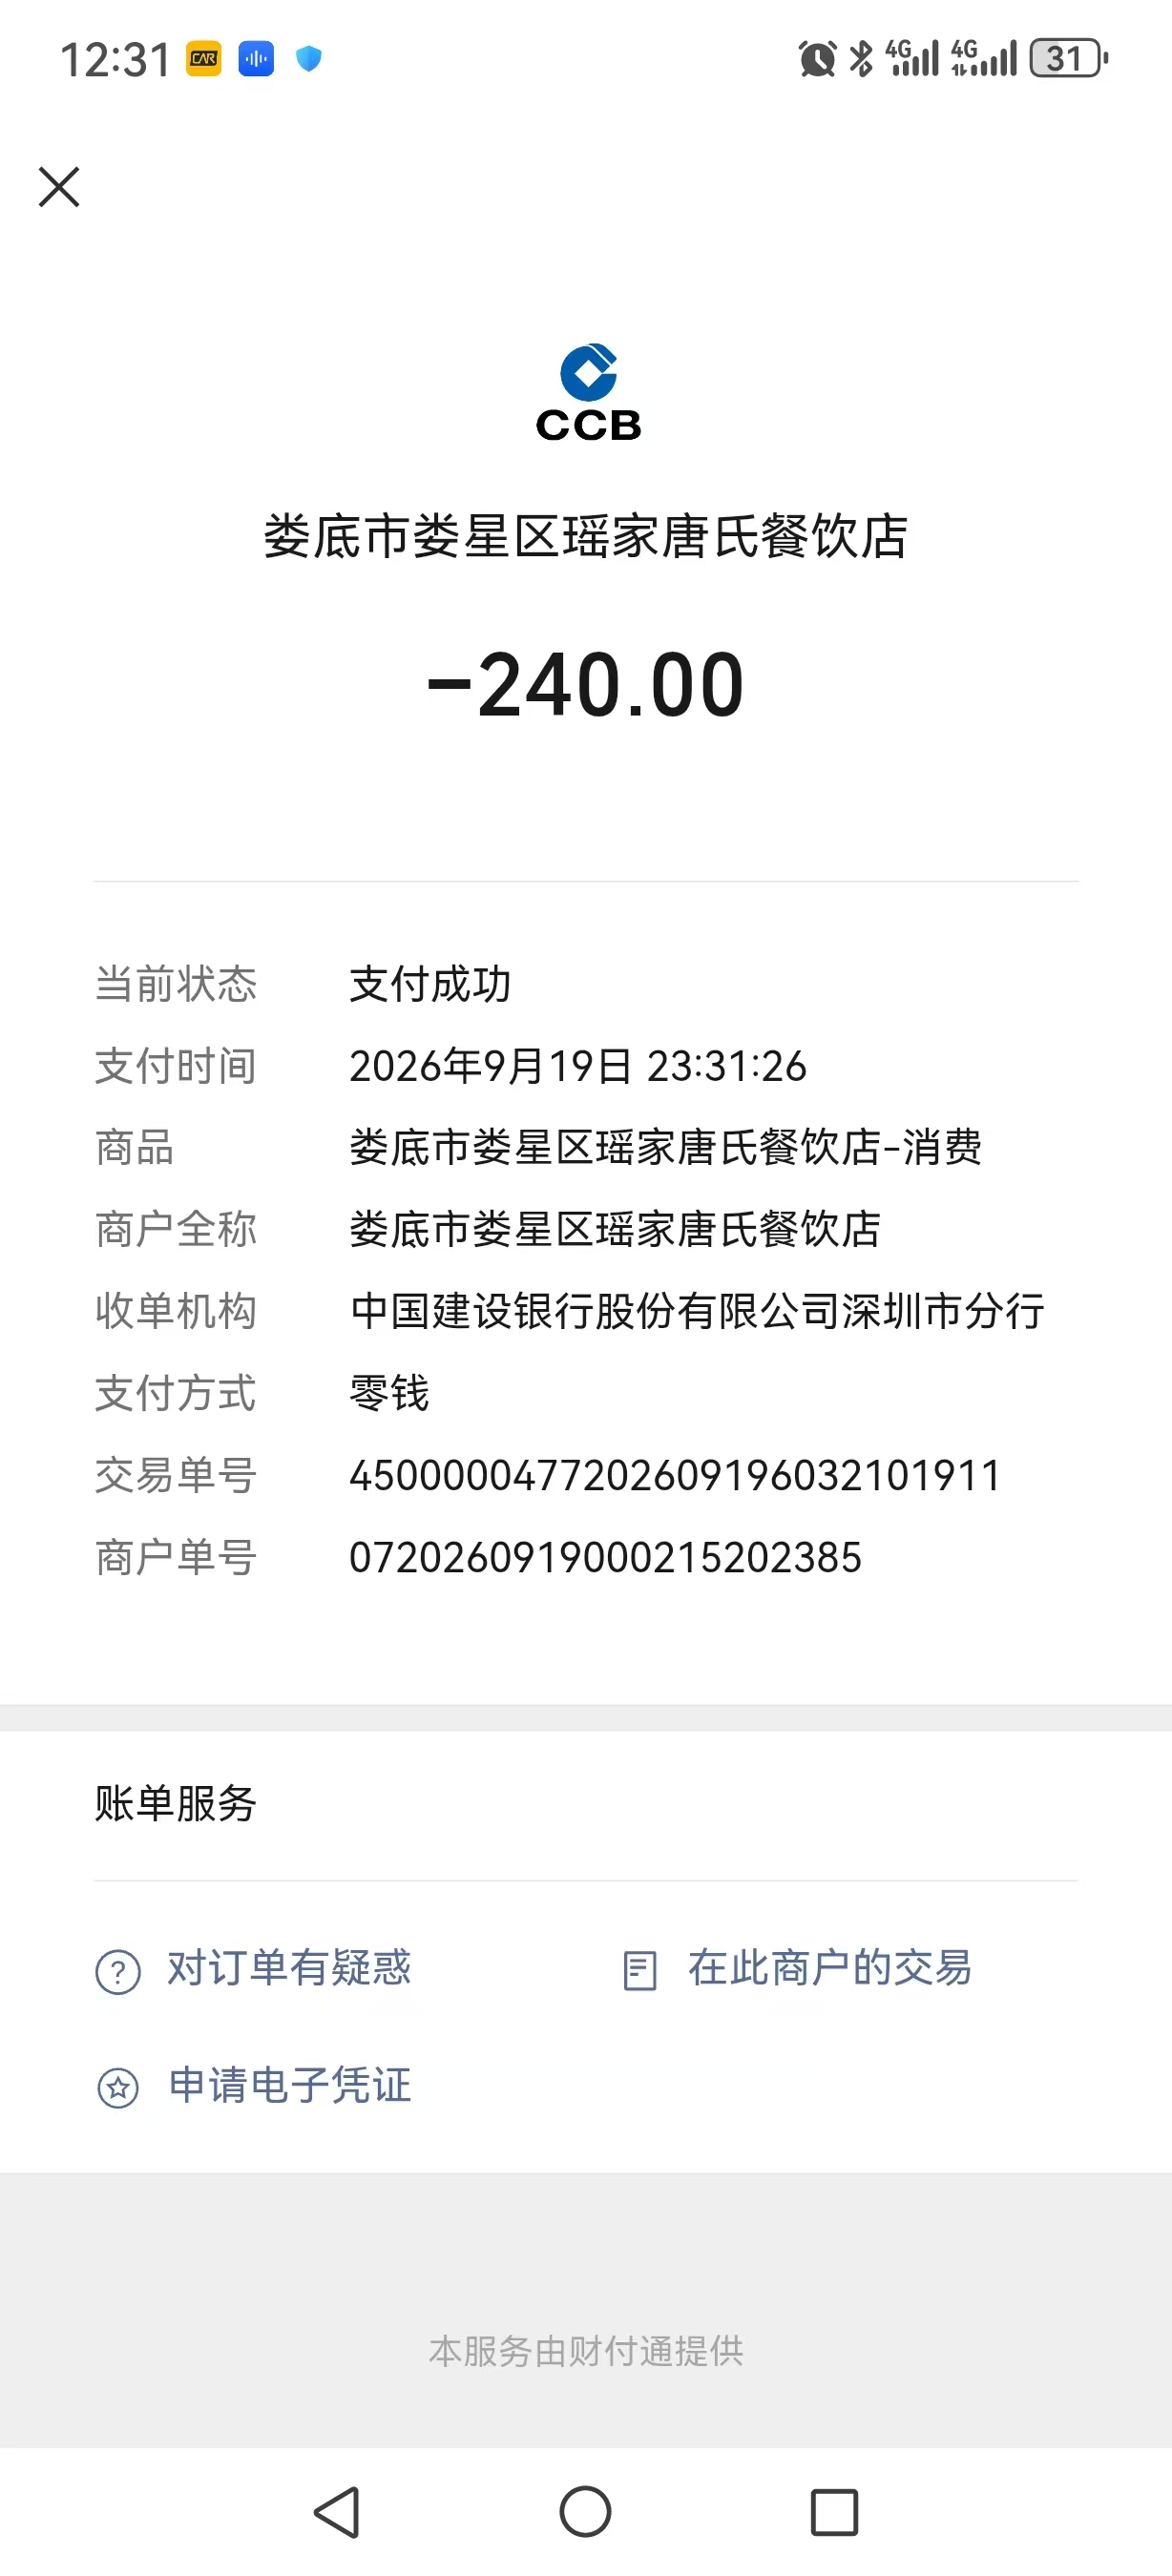 12:31 CAR 4G 4G 31
CCB
娄底市娄星区瑶家唐氏餐饮店
-240.00
当前状态 支付成功
支付时间 2026年9月19日 23:31:26
商品 娄底市娄星区瑶家唐氏餐饮店-消费
商户全称 娄底市娄星区瑶家唐氏餐饮店
收单机构 中国建设银行股份有限公司深圳市分行
支付方式 零钱
交易单号 4500000477202609196032101911
商户单号 0720260919000215202385
账单服务
? 对订单有疑惑 在此商户的交易
申请电子凭证
本服务由财付通提供